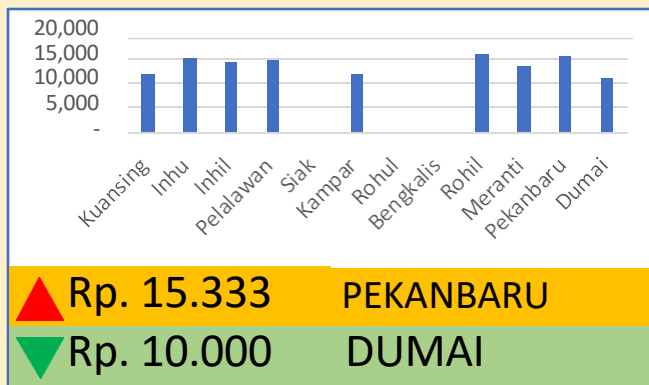 20,000
15,000
10,000
5,000
-
Kuansing
Inhu
Inhil
Pelalawan
Siak
Kampar
Rohul
Bengkalis
Rohil
Meranti
Pekanbaru
Dumai
Rp. 15.333 PEKANBARU
Rp. 10.000 DUMAI